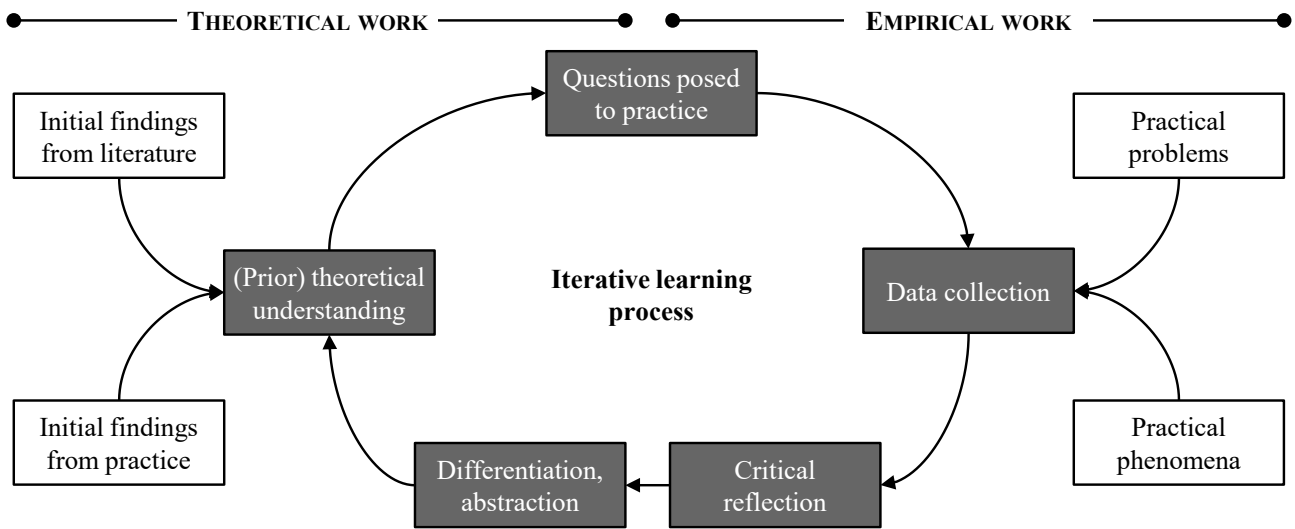 THEORETICAL WORK
EMPIRICAL WORK
Questions posed
to practice
Initial findings
from literature
Practical
problems
(Prior) theoretical
understanding
Iterative learning
process
Data collection
Initial findings
from practice
Differentiation,
abstraction
Critical
reflection
Practical
phenomena